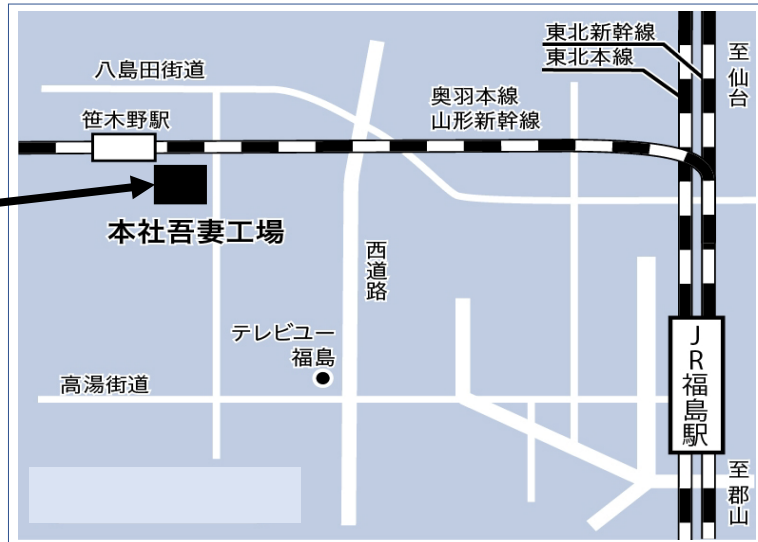 東北新幹線
東北本線
至仙台
八島田街道
奥羽本線
山形新幹線
笹木野駅
本社吾妻工場
西道路
テレビユー
福島
高湯街道
JR福島駅
至郡山